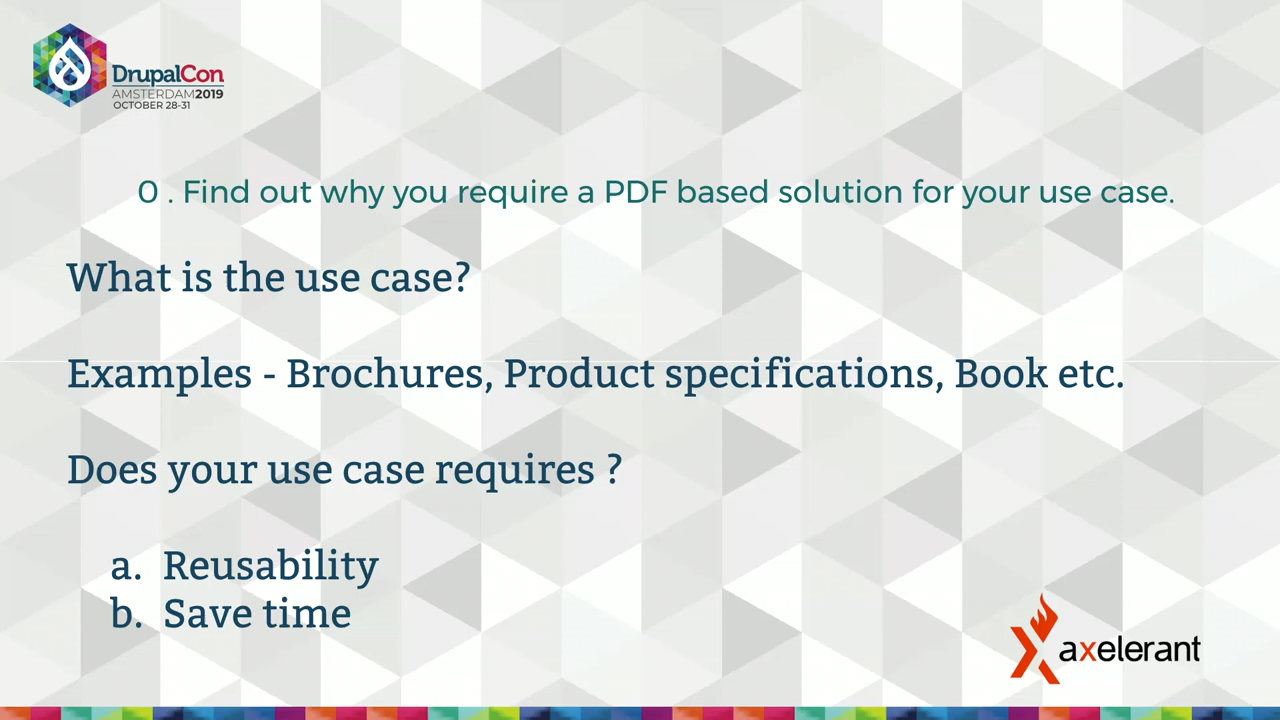 DrupalCon
AMSTERDAM2019
OCTOBER 28-31
0 . Find out why you require a PDF based solution for your use case.
What is the use case?
Examples - Brochures, Product specifications, Book etc.
Does your use case requires ?
a. Reusability
b. Save time
axelerant